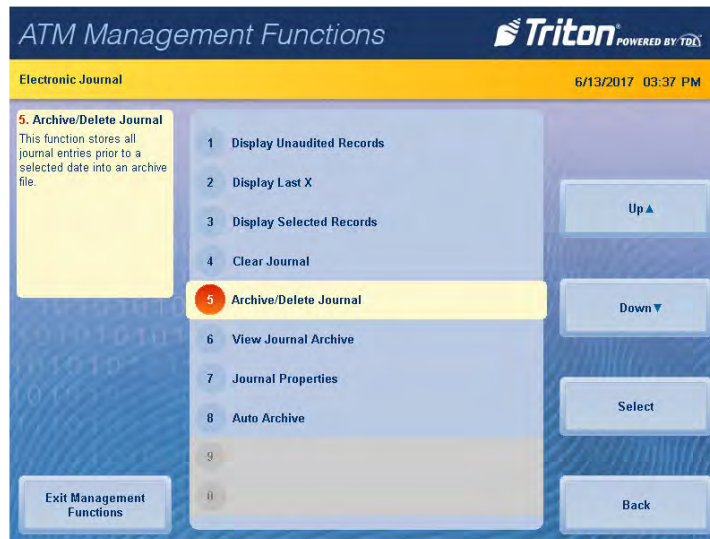 ATM Management Functions
Triton® POWERED BY TDL
Electronic Journal
6/13/2017 03:37 PM
5. Archive/Delete Journal
This function stores all
journal entries prior to a
selected date into an archive
file.
1 Display Unaudited Records
2 Display Last X
3 Display Selected Records
4 Clear Journal
5 Archive/Delete Journal
6 View Journal Archive
7 Journal Properties
8 Auto Archive
9
0
Up▲
Down▼
Select
Back
Exit Management
Functions